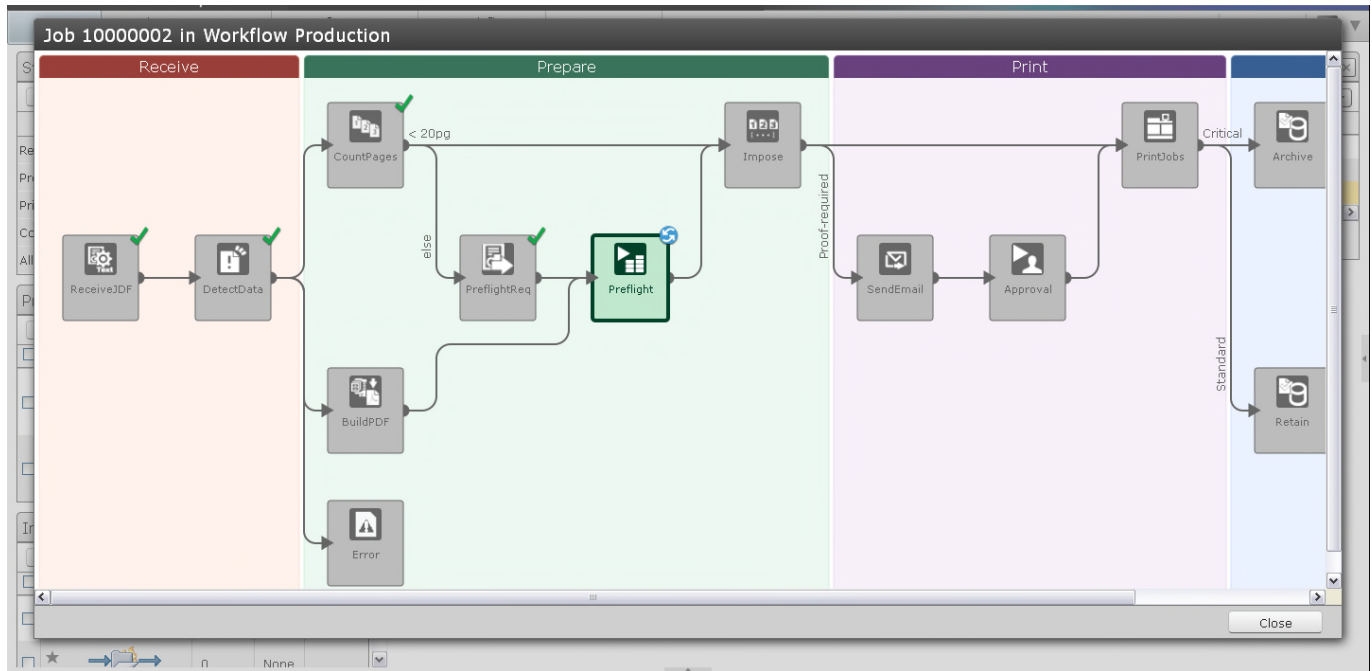 Job 10000002 in Workflow Production
Receive
Prepare
Print
CountPages
< 20pg
Impose
PrintJobs
Critical
Archive
else
Proof-required
ReceiveJDF
DetectData
PreflightReq
Preflight
SendEmail
Approval
Standard
BuildPDF
Retain
Error
Close
0
None